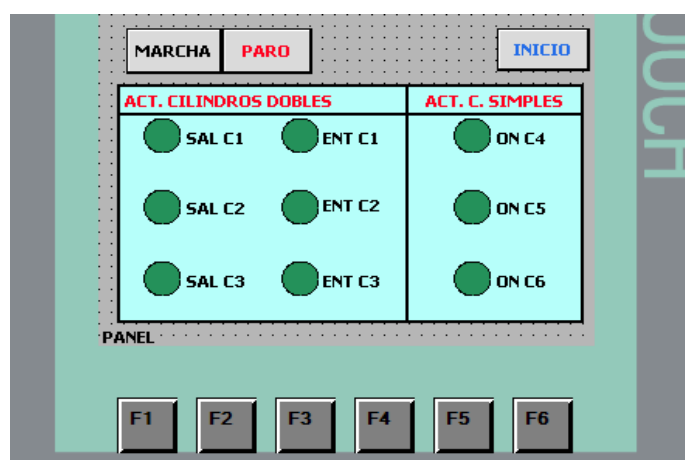 MARCHA PARO INICIO
ACT. CILINDROS DOBLES ACT. C. SIMPLES
SAL C1 ENT C1 ON C4
SAL C2 ENT C2 ON C5
SAL C3 ENT C3 ON C6
PANEL
F1 F2 F3 F4 F5 F6